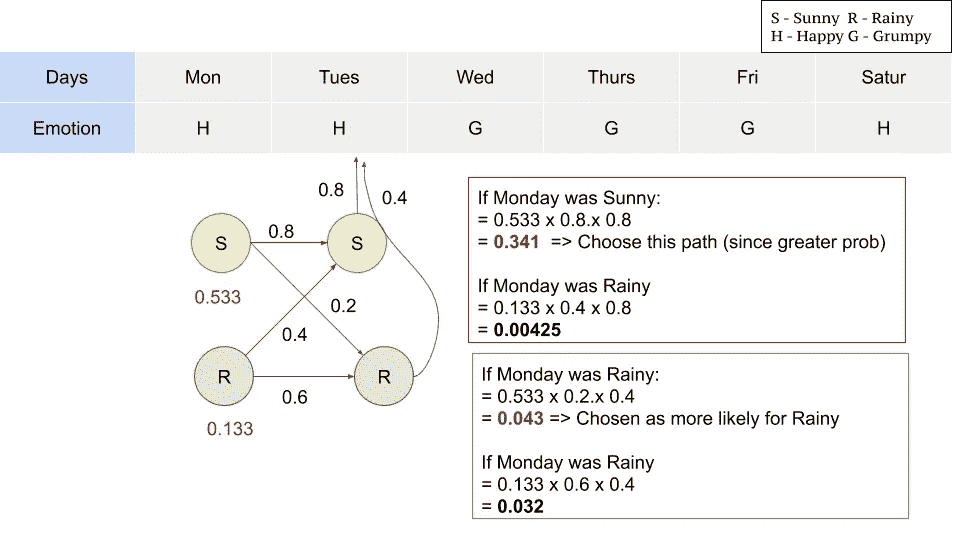 S - Sunny R - Rainy
H - Happy G - Grumpy
Days Mon Tues Wed Thurs Fri Satur
Emotion H H G G G H
0.8
0.4
S
0.8
S
0.533
0.2
0.4
R
0.6
R
0.133
If Monday was Sunny:
= 0.533 x 0.8.x 0.8
= 0.341 => Choose this path (since greater prob)
If Monday was Rainy
= 0.133 x 0.4 x 0.8
= 0.00425
If Monday was Rainy:
= 0.533 x 0.2.x 0.4
= 0.043 => Chosen as more likely for Rainy
If Monday was Rainy
= 0.133 x 0.6 x 0.4
= 0.032